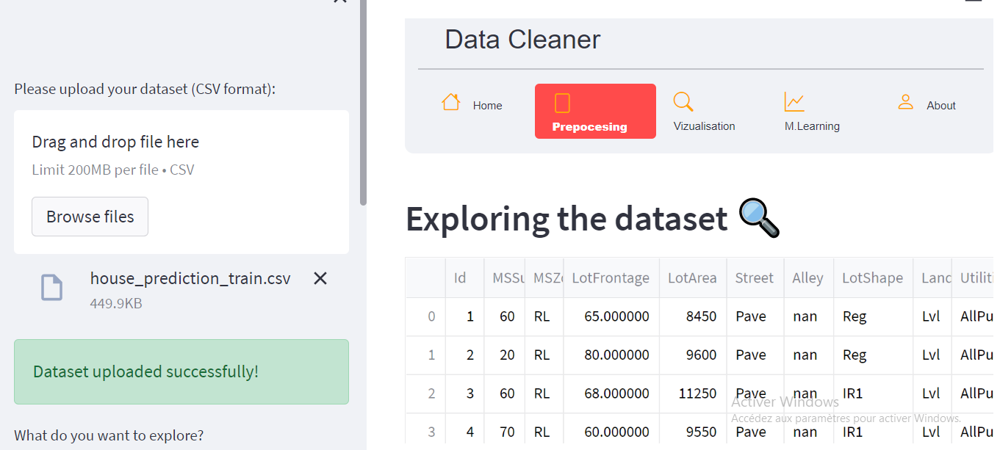 Please upload your dataset (CSV format):
Drag and drop file here
Limit 200MB per file • CSV
Browse files
house_prediction_train.csv
449.9KB
Dataset uploaded successfully!
What do you want to explore?
Data Cleaner
Home
Prepocesing
Vizualisation
M.Learning
About
Exploring the dataset
Id MSSu MSZo LotFrontage LotArea Street Alley LotShape Land Utiliti
0 1 60 RL 65.000000 8450 Pave nan Reg Lvl AllPu
1 2 20 RL 80.000000 9600 Pave nan Reg Lvl AllPu
2 3 60 RL 68.000000 11250 Pave nan IR1 Lvl AllPu
3 4 70 RL 60.000000 9550 Pave nan IR1 Lvl AllPu
Activer Windows
Accédez aux paramètres pour activer Windows.